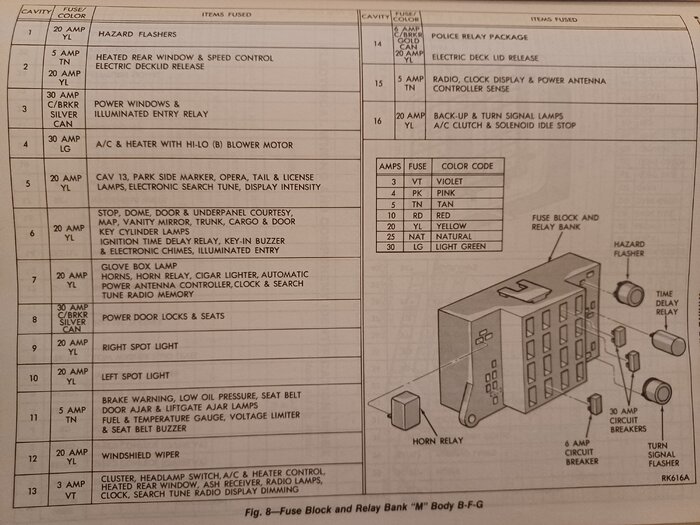 CAVITY FUSE/COLOR ITEMS FUSED
1 20 AMP YL HAZARD FLASHERS
2 5 AMP TN HEATED REAR WINDOW & SPEED CONTROL
20 AMP YL ELECTRIC DECKLID RELEASE
3 30 AMP C/BRKR SILVER CAN POWER WINDOWS &
ILLUMINATED ENTRY RELAY
4 30 AMP LG A/C & HEATER WITH HI-LO (B) BLOWER MOTOR
5 20 AMP YL CAV 13, PARK SIDE MARKER, OPERA, TAIL & LICENSE
LAMPS, ELECTRONIC SEARCH TUNE, DISPLAY INTENSITY
6 20 AMP YL STOP, DOME, DOOR & UNDERPANEL COURTESY,
MAP, VANITY MIRROR, TRUNK, CARGO & DOOR
KEY CYLINDER LAMPS
IGNITION TIME DELAY RELAY, KEY-IN BUZZER
& ELECTRONIC CHIMES, ILLUMINATED ENTRY
7 20 AMP YL GLOVE BOX LAMP
HORNS, HORN RELAY, CIGAR LIGHTER, AUTOMATIC
POWER ANTENNA CONTROLLER, CLOCK & SEARCH
TUNE RADIO MEMORY
8 30 AMP C/BRKR SILVER CAN POWER DOOR LOCKS & SEATS
9 20 AMP YL RIGHT SPOT LIGHT
10 20 AMP YL LEFT SPOT LIGHT
11 5 AMP TN BRAKE WARNING, LOW OIL PRESSURE, SEAT BELT
DOOR AJAR & LIFTGATE AJAR LAMPS
FUEL & TEMPERATURE GAUGE, VOLTAGE LIMITER
& SEAT BELT BUZZER
12 20 AMP YL WINDSHIELD WIPER
13 3 AMP VT CLUSTER, HEADLAMP SWITCH, A/C & HEATER CONTROL,
HEATED REAR WINDOW, ASH RECEIVER, RADIO LAMPS,
CLOCK, SEARCH TUNE RADIO DISPLAY DIMMING
CAVITY FUSE/COLOR ITEMS FUSED
14 6 AMP C/BRKR GOLD CAN POLICE RELAY PACKAGE
20 AMP YL ELECTRIC DECK LID RELEASE
15 5 AMP TN RADIO, CLOCK DISPLAY & POWER ANTENNA
CONTROLLER SENSE
16 20 AMP YL BACK-UP & TURN SIGNAL LAMPS
A/C CLUTCH & SOLENOID IDLE STOP
AMPS FUSE COLOR CODE
3 VT VIOLET
4 PK PINK
5 TN TAN
10 RD RED
20 YL YELLOW
25 NAT NATURAL
30 LG LIGHT GREEN
FUSE BLOCK AND
RELAY BANK
HAZARD
FLASHER
TIME
DELAY
RELAY
HORN RELAY
6 AMP
CIRCUIT
BREAKER
30 AMP
CIRCUIT
BREAKERS
TURN
SIGNAL
FLASHER
RK616A
Fig. 8—Fuse Block and Relay Bank "M" Body B-F-G